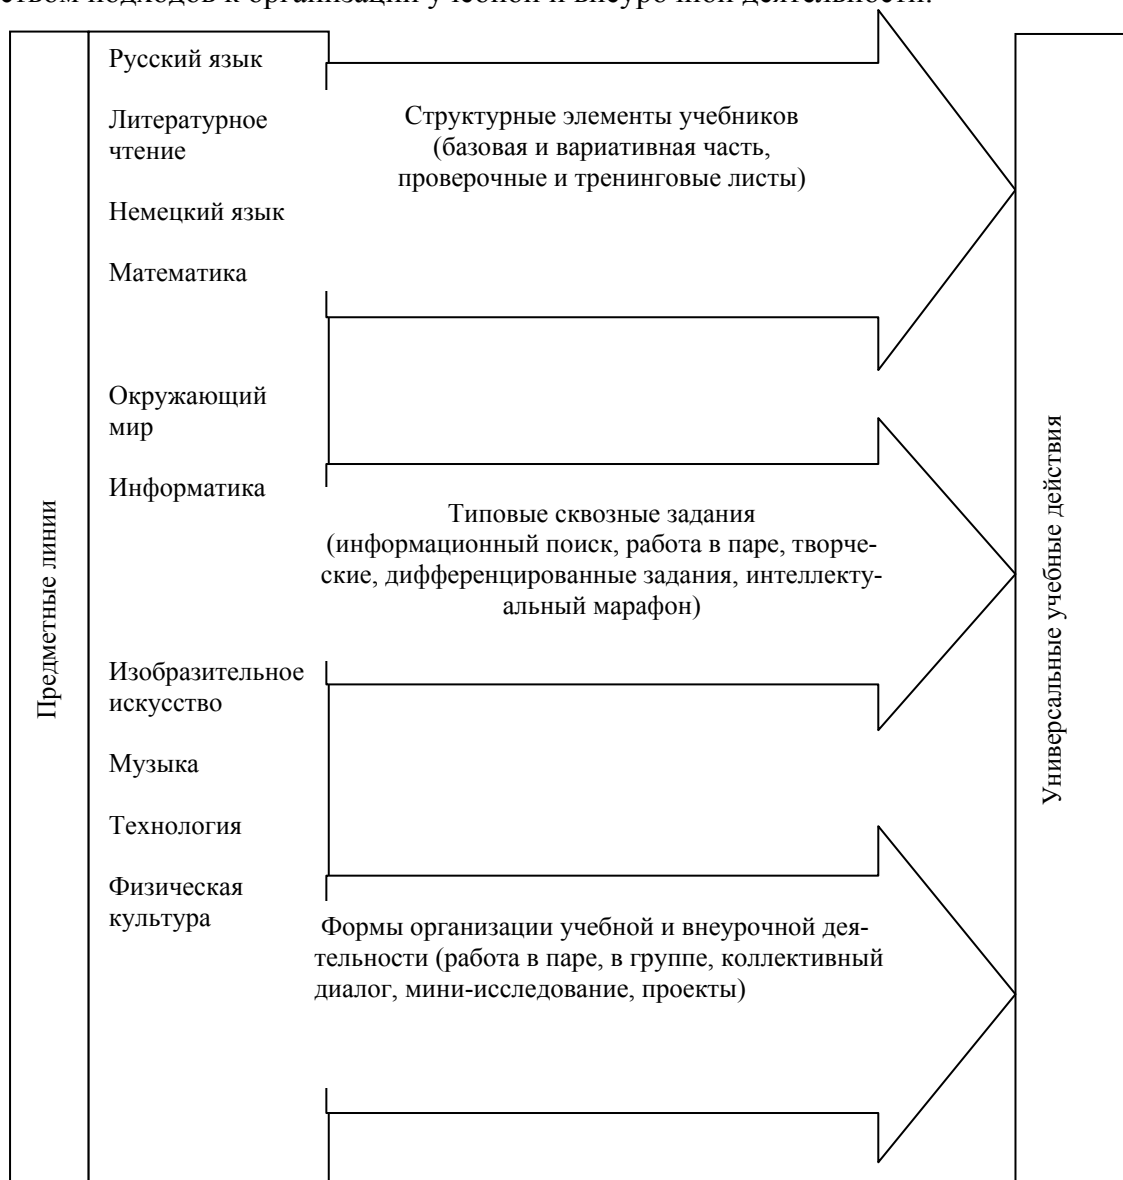 ством подходов к организации учебной и внеурочной деятельности.
Предметные линии
Русский язык
Литературное
чтение
Немецкий язык
Математика
Окружающий
мир
Информатика
Изобразительное
искусство
Музыка
Технология
Физическая
культура
Структурные элементы учебников
(базовая и вариативная часть,
проверочные и тренинговые листы)
Типовые сквозные задания
(информационный поиск, работа в паре, творче-
ские, дифференцированные задания, интеллекту-
альный марафон)
Формы организации учебной и внеурочной дея-
тельности (работа в паре, в группе, коллективный
диалог, мини-исследование, проекты)
Универсальные учебные действия